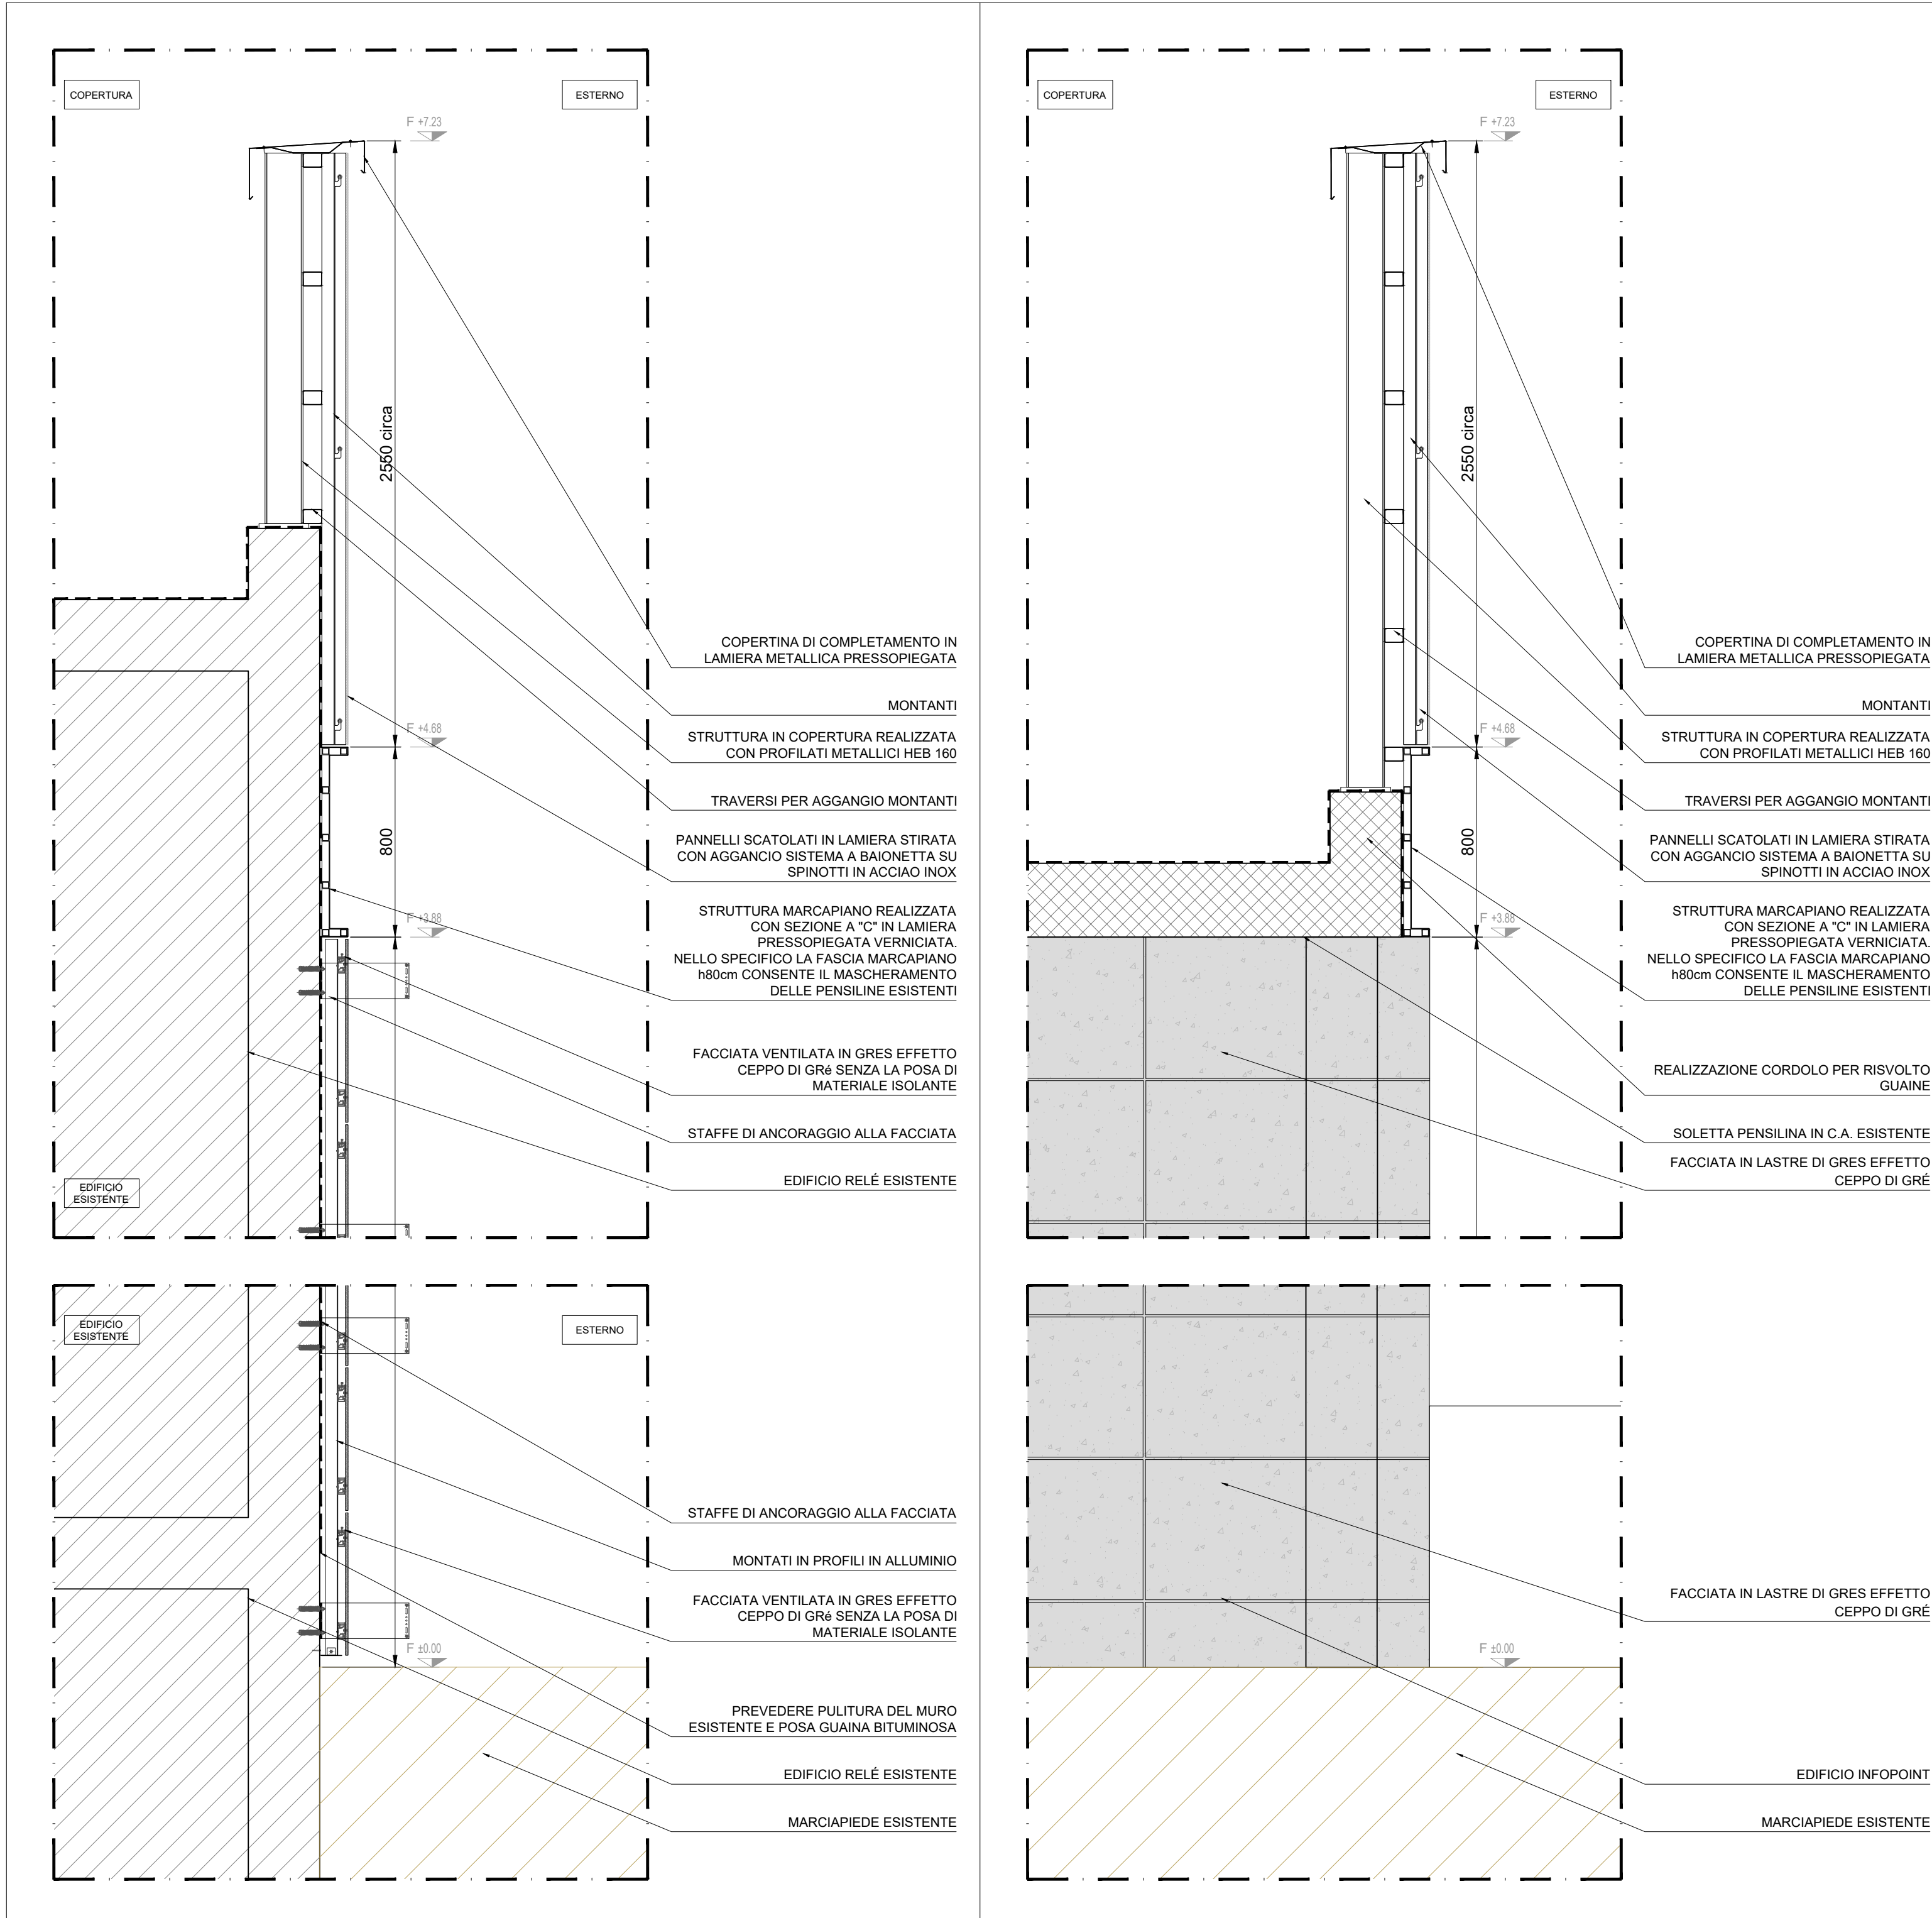 COPERTURA
ESTERNO
F +7.23
2550 circa
COPERTINA DI COMPLETAMENTO IN
LAMIERA METALLICA PRESSOPIEGATA
MONTANTI
F +4.68
STRUTTURA IN COPERTURA REALIZZATA
CON PROFILATI METALLICI HEB 160
TRAVERSI PER AGGANGIO MONTANTI
800
PANNELLI SCATOLATI IN LAMIERA STIRATA
CON AGGANCIO SISTEMA A BAIONETTA SU
SPINOTTI IN ACCIAO INOX
F +3.88
STRUTTURA MARCAPIANO REALIZZATA
CON SEZIONE A "C" IN LAMIERA
PRESSOPIEGATA VERNICIATA.
NELLO SPECIFICO LA FASCIA MARCAPIANO
h80cm CONSENTE IL MASCHERAMENTO
DELLE PENSILINE ESISTENTI
FACCIATA VENTILATA IN GRES EFFETTO
CEPPO DI GRé SENZA LA POSA DI
MATERIALE ISOLANTE
STAFFE DI ANCORAGGIO ALLA FACCIATA
EDIFICIO RELÉ ESISTENTE
EDIFICIO
ESISTENTE
EDIFICIO
ESISTENTE
ESTERNO
STAFFE DI ANCORAGGIO ALLA FACCIATA
MONTATI IN PROFILI IN ALLUMINIO
FACCIATA VENTILATA IN GRES EFFETTO
CEPPO DI GRé SENZA LA POSA DI
MATERIALE ISOLANTE
F ±0.00
PREVEDERE PULITURA DEL MURO
ESISTENTE E POSA GUAINA BITUMINOSA
EDIFICIO RELÉ ESISTENTE
MARCIAPIEDE ESISTENTE
COPERTURA
ESTERNO
F +7.23
2550 circa
COPERTINA DI COMPLETAMENTO IN
LAMIERA METALLICA PRESSOPIEGATA
MONTANTI
F +4.68
STRUTTURA IN COPERTURA REALIZZATA
CON PROFILATI METALLICI HEB 160
TRAVERSI PER AGGANGIO MONTANTI
800
PANNELLI SCATOLATI IN LAMIERA STIRATA
CON AGGANCIO SISTEMA A BAIONETTA SU
SPINOTTI IN ACCIAO INOX
F +3.88
STRUTTURA MARCAPIANO REALIZZATA
CON SEZIONE A "C" IN LAMIERA
PRESSOPIEGATA VERNICIATA.
NELLO SPECIFICO LA FASCIA MARCAPIANO
h80cm CONSENTE IL MASCHERAMENTO
DELLE PENSILINE ESISTENTI
REALIZZAZIONE CORDOLO PER RISVOLTO
GUAINE
SOLETTA PENSILINA IN C.A. ESISTENTE
FACCIATA IN LASTRE DI GRES EFFETTO
CEPPO DI GRÉ
FACCIATA IN LASTRE DI GRES EFFETTO
CEPPO DI GRÉ
F ±0.00
EDIFICIO INFOPOINT
MARCIAPIEDE ESISTENTE